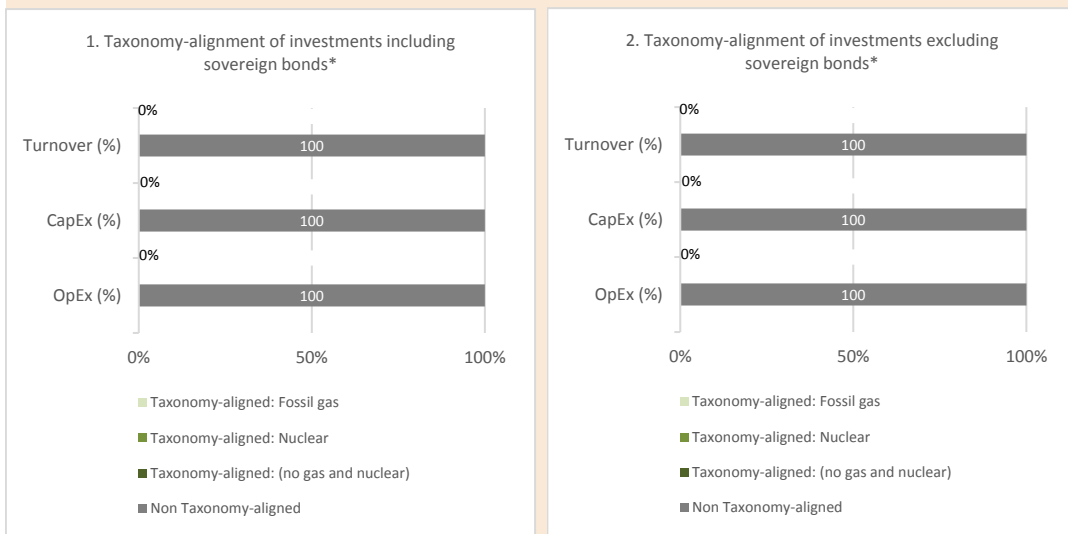 1. Taxonomy-alignment of investments including
sovereign bonds*
0%
Turnover (%)
100
0%
CapEx (%)
100
0%
OpEx (%)
100
0%
50%
100%
Taxonomy-aligned: Fossil gas
Taxonomy-aligned: Nuclear
Taxonomy-aligned: (no gas and nuclear)
Non Taxonomy-aligned
2. Taxonomy-alignment of investments excluding
sovereign bonds*
0%
Turnover (%)
100
0%
CapEx (%)
100
0%
OpEx (%)
100
0%
50%
100%
Taxonomy-aligned: Fossil gas
Taxonomy-aligned: Nuclear
Taxonomy-aligned: (no gas and nuclear)
Non Taxonomy-aligned